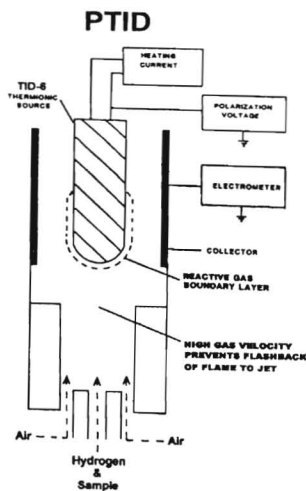 PTID
HEATING
CURRENT
TID-6
THERMIONIC
SOURCE
POLARIZATION
VOLTAGE
ELECTROMETER
COLLECTOR
REACTIVE GAS
BOUNDARY LAYER
HIGH GAS VELOCITY
PREVENTS FLASHBACK
OF FLAME TO JET
Air
Air
Hydrogen
&
Sample